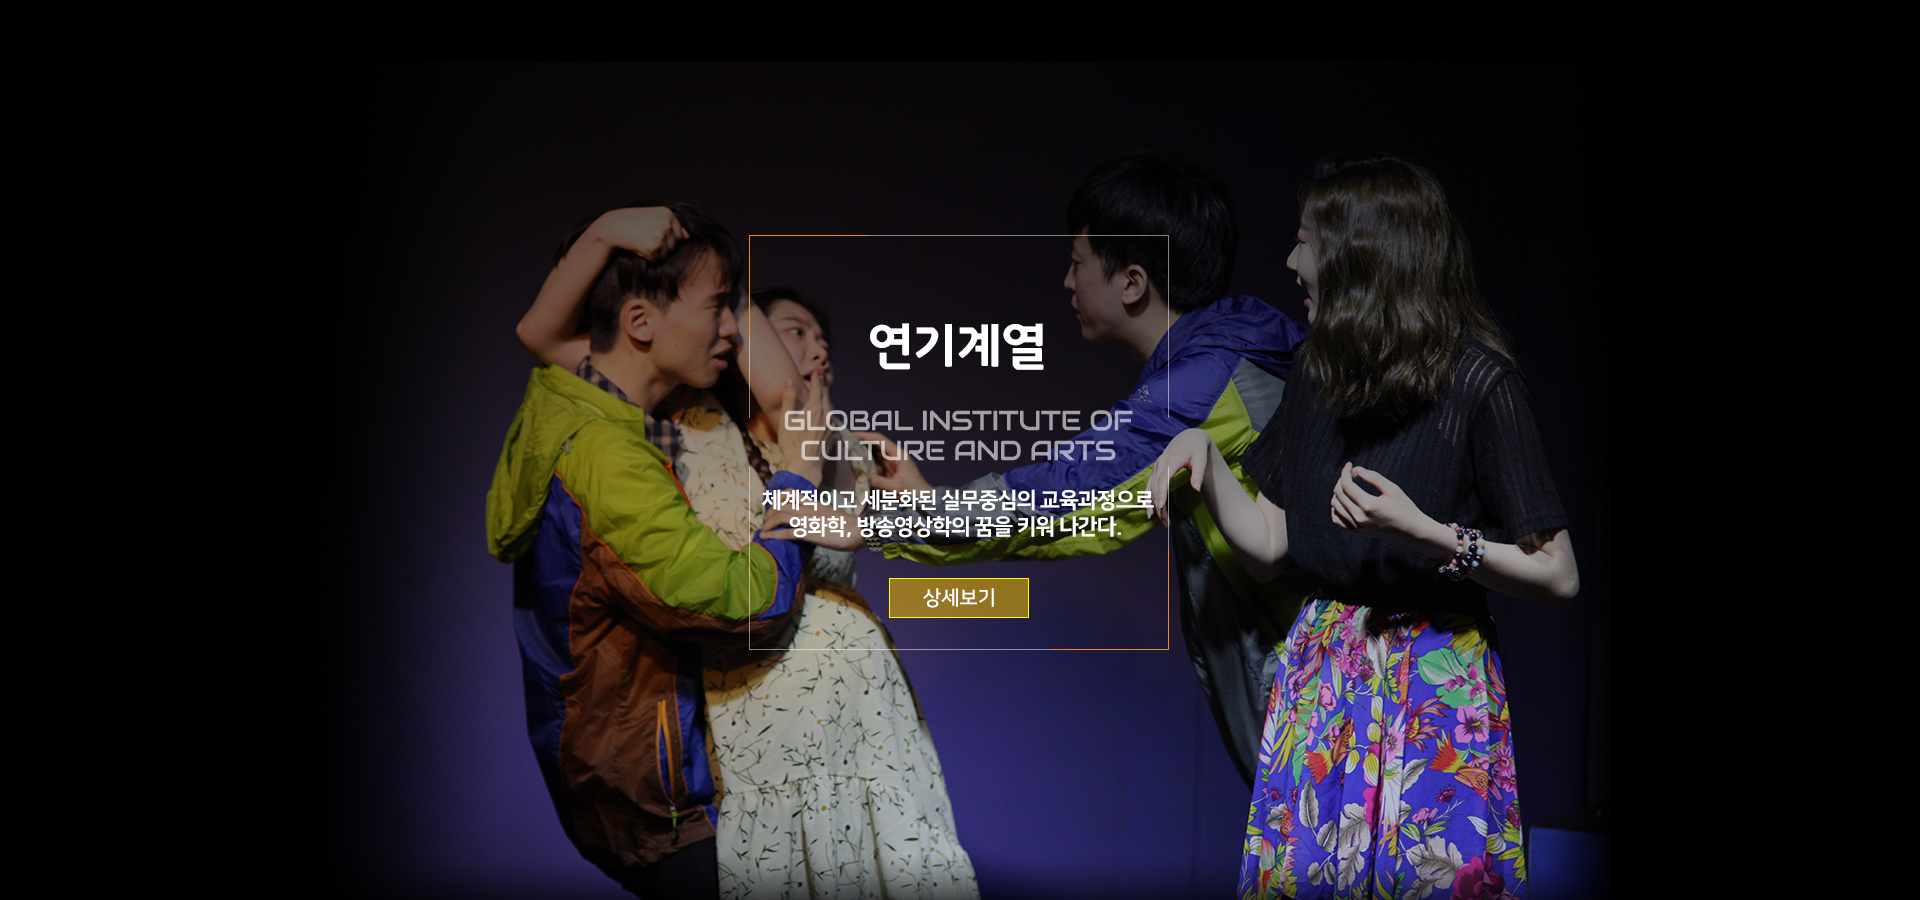 연기계열
GLOBAL INSTITUTE OF
CULTURE AND ARTS
체계적이고 세분화된 실무중심의 교육과정으로
영화학, 방송영상학의 꿈을 키워 나간다.
상세보기